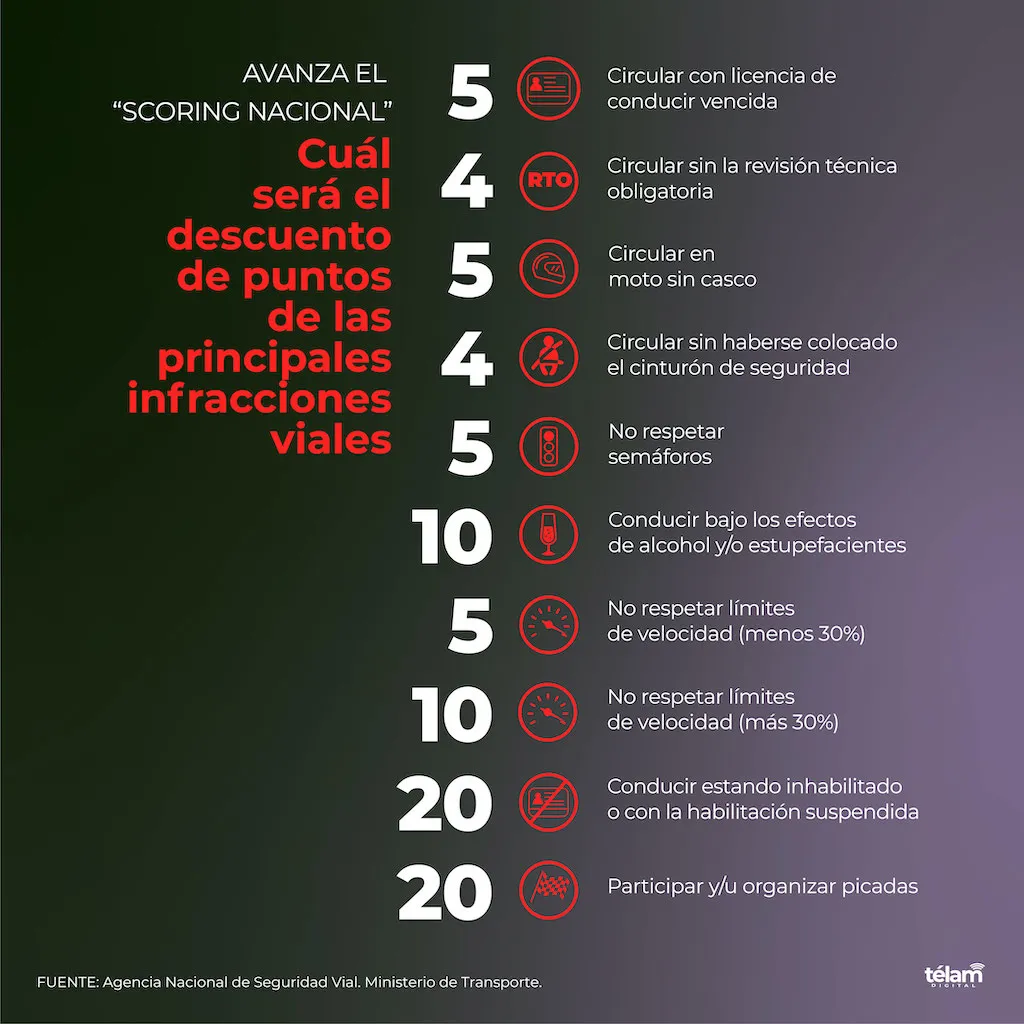 AVANZA EL
“SCORING NACIONAL”
Cuál
será el
descuento
de puntos
de las
principales
infracciones
viales
5
Circular con licencia de
conducir vencida
4
RTO
Circular sin la revisión técnica
obligatoria
5
Circular en
moto sin casco
4
Circular sin haberse colocado
el cinturón de seguridad
5
No respetar
semáforos
10
Conducir bajo los efectos
de alcohol y/o estupefacientes
5
No respetar límites
de velocidad (menos 30%)
10
No respetar límites
de velocidad (más 30%)
20
Conducir estando inhabilitado
o con la habilitación suspendida
20
Participar y/u organizar picadas
FUENTE: Agencia Nacional de Seguridad Vial. Ministerio de Transporte.
télam
DIGITAL